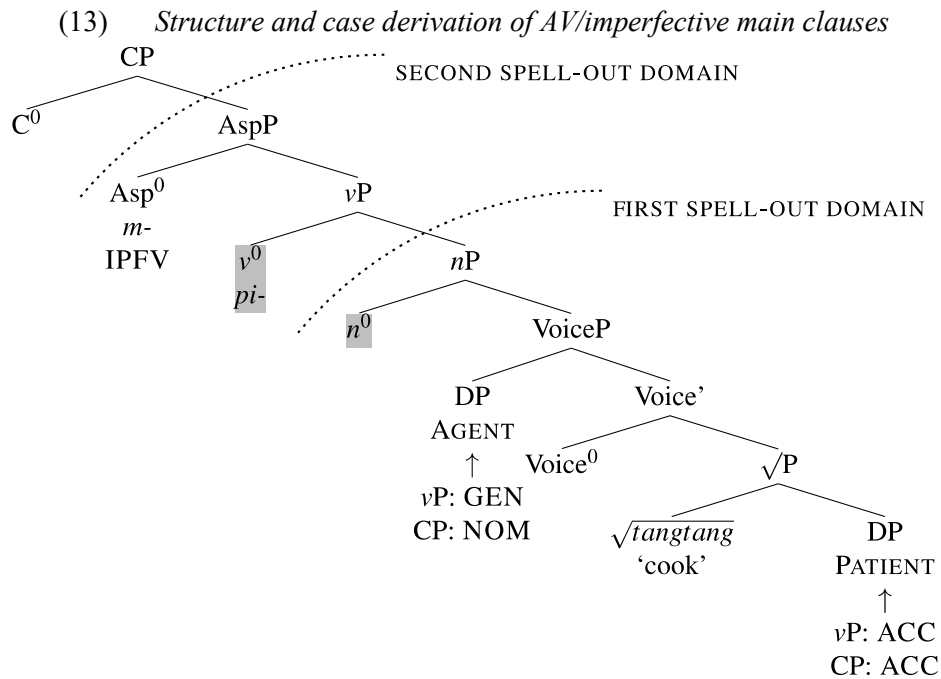 (13) Structure and case derivation of AV/imperfective main clauses
CP
SECOND SPELL-OUT DOMAIN
C⁰
AspP
Asp⁰
vP
m-
FIRST SPELL-OUT DOMAIN
IPFV
v⁰
nP
pi-
n⁰
VoiceP
DP
Voice'
AGENT
↑
Voice⁰
√P
vP: GEN
CP: NOM
√tangtang
DP
'cook'
PATIENT
↑
vP: ACC
CP: ACC